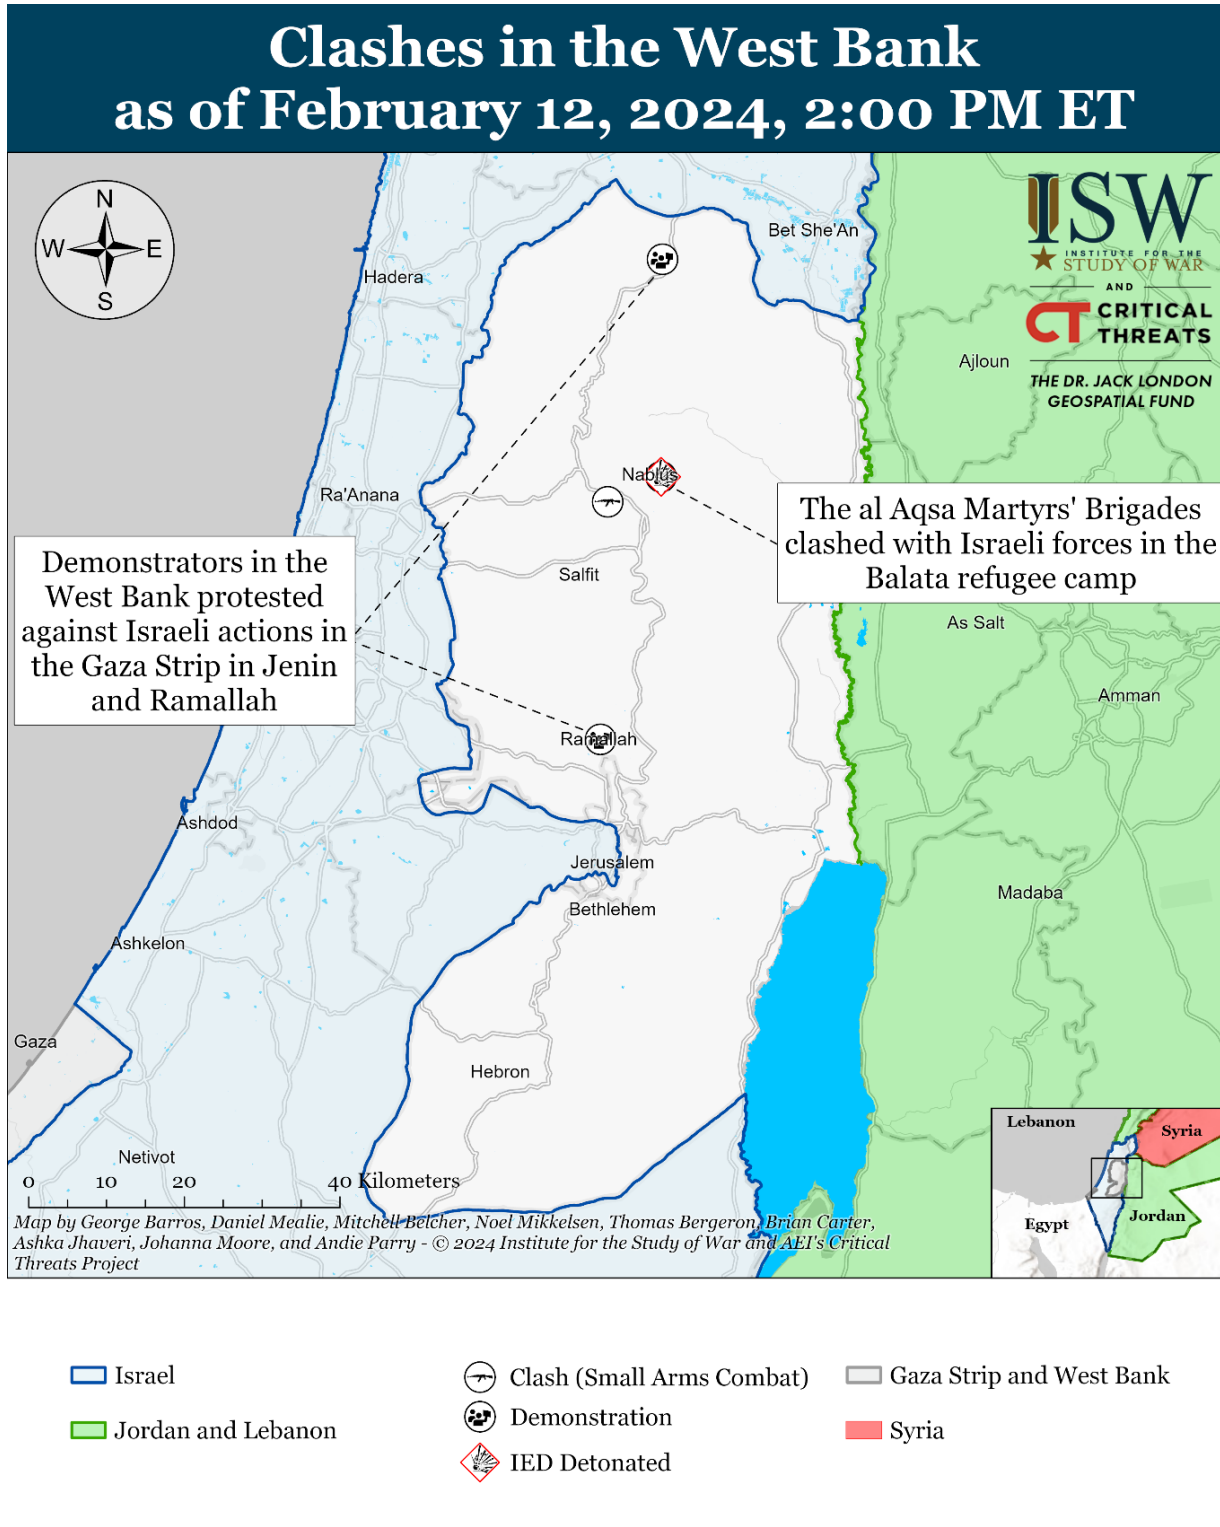 Clashes in the West Bank
as of February 12, 2024, 2:00 PM ET
N
W
E
S
ISW
INSTITUTE FOR THE
STUDY OF WAR
AND
CT CRITICAL
THREATS
THE DR. JACK LONDON
GEOSPATIAL FUND
Bet She'An
Hadera
Ajloun
Nablus
Ra'Anana
The al Aqsa Martyrs' Brigades
clashed with Israeli forces in the
Balata refugee camp
Demonstrators in the
West Bank protested
against Israeli actions in
the Gaza Strip in Jenin
and Ramallah
Salfit
As Salt
Amman
Ramallah
Ashdod
Jerusalem
Madaba
Bethlehem
Ashkelon
Gaza
Hebron
Netivot
0 10 20 40 Kilometers
Map by George Barros, Daniel Mealie, Mitchell Belcher, Noel Mikkelsen, Thomas Bergeron, Brian Carter,
Ashka Jhaveri, Johanna Moore, and Andie Parry - © 2024 Institute for the Study of War and AEI's Critical
Threats Project
Lebanon
Syria
Egypt
Jordan
Israel
Jordan and Lebanon
Clash (Small Arms Combat)
Demonstration
IED Detonated
Gaza Strip and West Bank
Syria